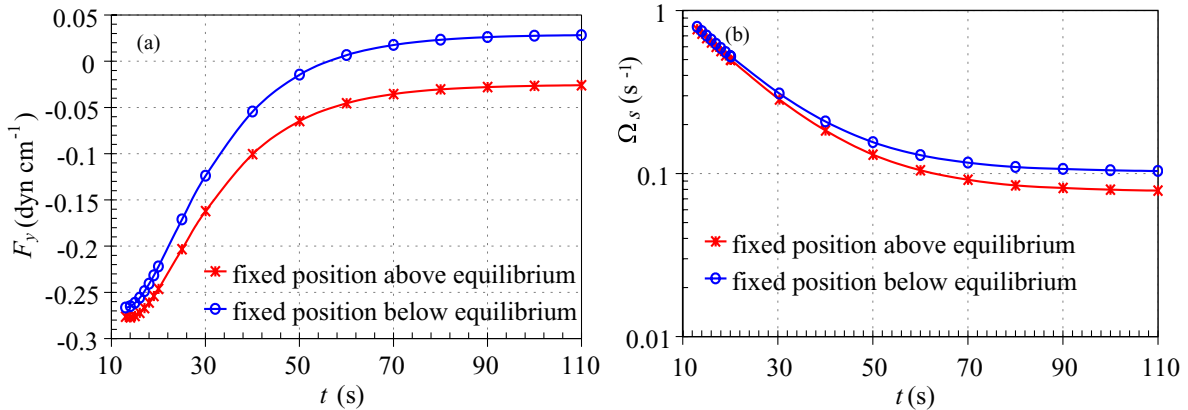 0.05
0
-0.05
-0.1
-0.15
-0.2
-0.25
-0.3
F_y (dyn cm⁻¹)
(a)
fixed position above equilibrium
fixed position below equilibrium
10 30 50 70 90 110
t (s)
1
0.1
0.01
Ω_s (s⁻¹)
(b)
fixed position above equilibrium
fixed position below equilibrium
10 30 50 70 90 110
t (s)